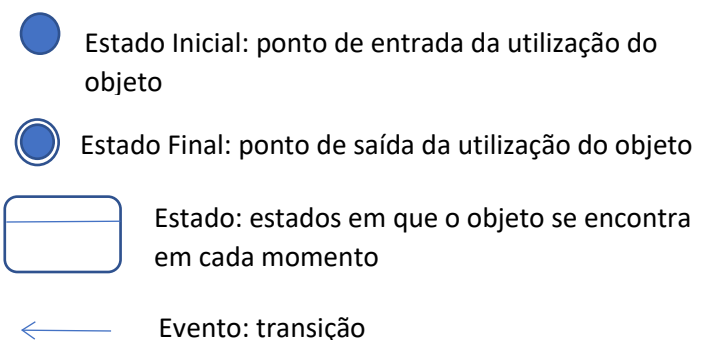 Estado Inicial: ponto de entrada da utilização do
objeto
Estado Final: ponto de saída da utilização do objeto
Estado: estados em que o objeto se encontra
em cada momento
Evento: transição